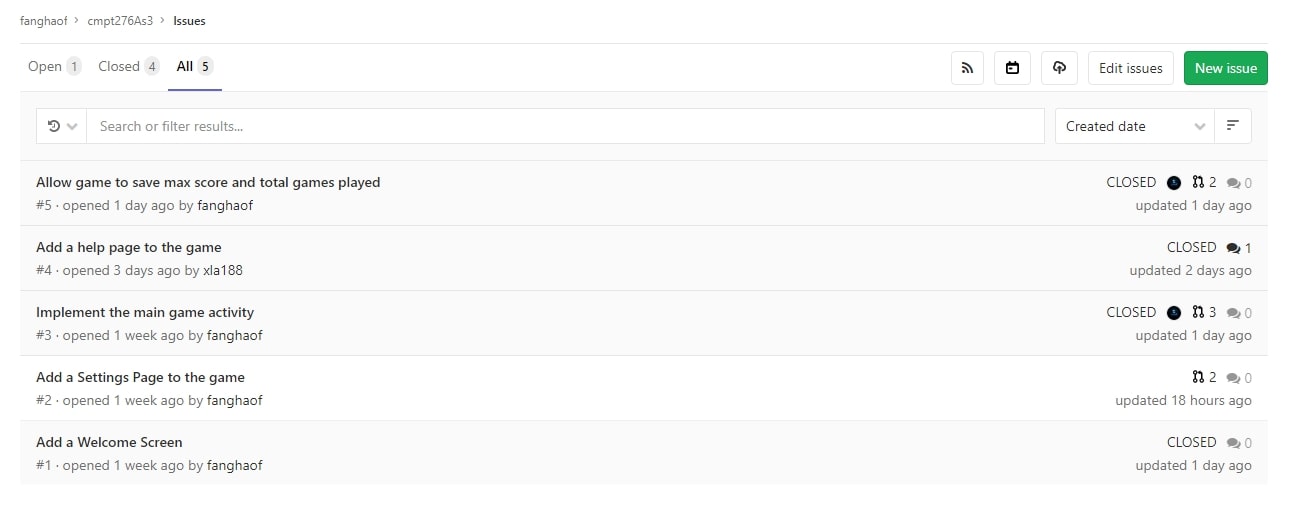 fanghaof › cmpt276As3 › Issues
Open 1 Closed 4 All 5 Edit issues New issue
Search or filter results... Created date
Allow game to save max score and total games played CLOSED 2 0
#5 · opened 1 day ago by fanghaof updated 1 day ago
Add a help page to the game CLOSED 1
#4 · opened 3 days ago by xla188 updated 2 days ago
Implement the main game activity CLOSED 3 0
#3 · opened 1 week ago by fanghaof updated 1 day ago
Add a Settings Page to the game 2 0
#2 · opened 1 week ago by fanghaof updated 18 hours ago
Add a Welcome Screen CLOSED 0
#1 · opened 1 week ago by fanghaof updated 1 day ago